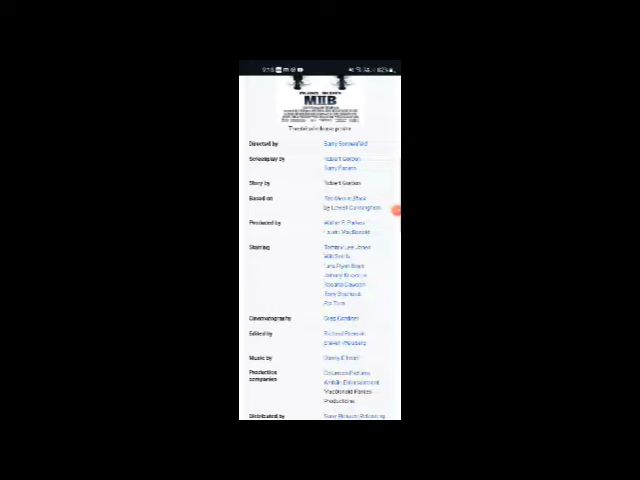 MIIB
Theatrical release poster
Directed by Barry Sonnenfeld
Screenplay by Robert Gordon
Barry Fanaro
Story by Robert Gordon
Based on The Men in Black
by Lowell Cunningham
Produced by Walter F. Parkes
Laurie MacDonald
Starring Tommy Lee Jones
Will Smith
Lara Flynn Boyle
Johnny Knoxville
Rosario Dawson
Tony Shalhoub
Rip Torn
Cinematography Greg Gardiner
Edited by Richard Pearson
Steven Weisberg
Music by Danny Elfman
Production
companies Columbia Pictures
Amblin Entertainment
MacDonald/Parkes
Productions
Distributed by Sony Pictures Releasing